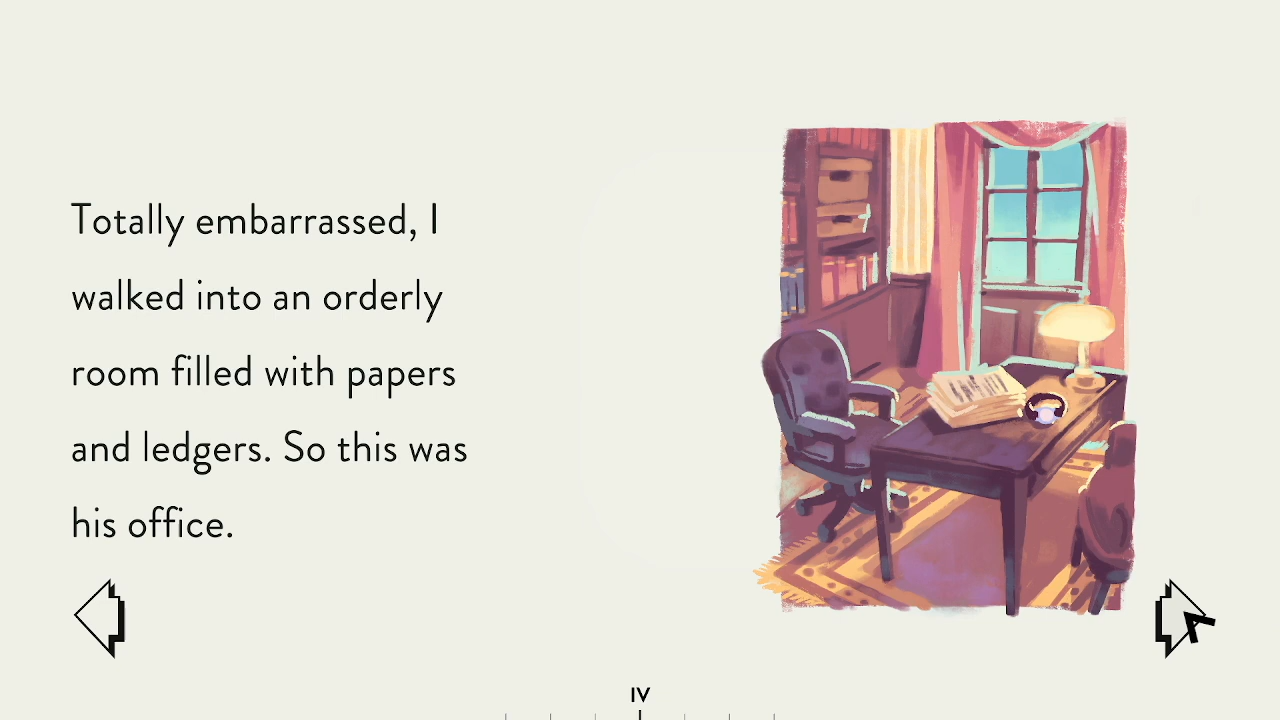 Totally embarrassed, I
walked into an orderly
room filled with papers
and ledgers. So this was
his office.
IV